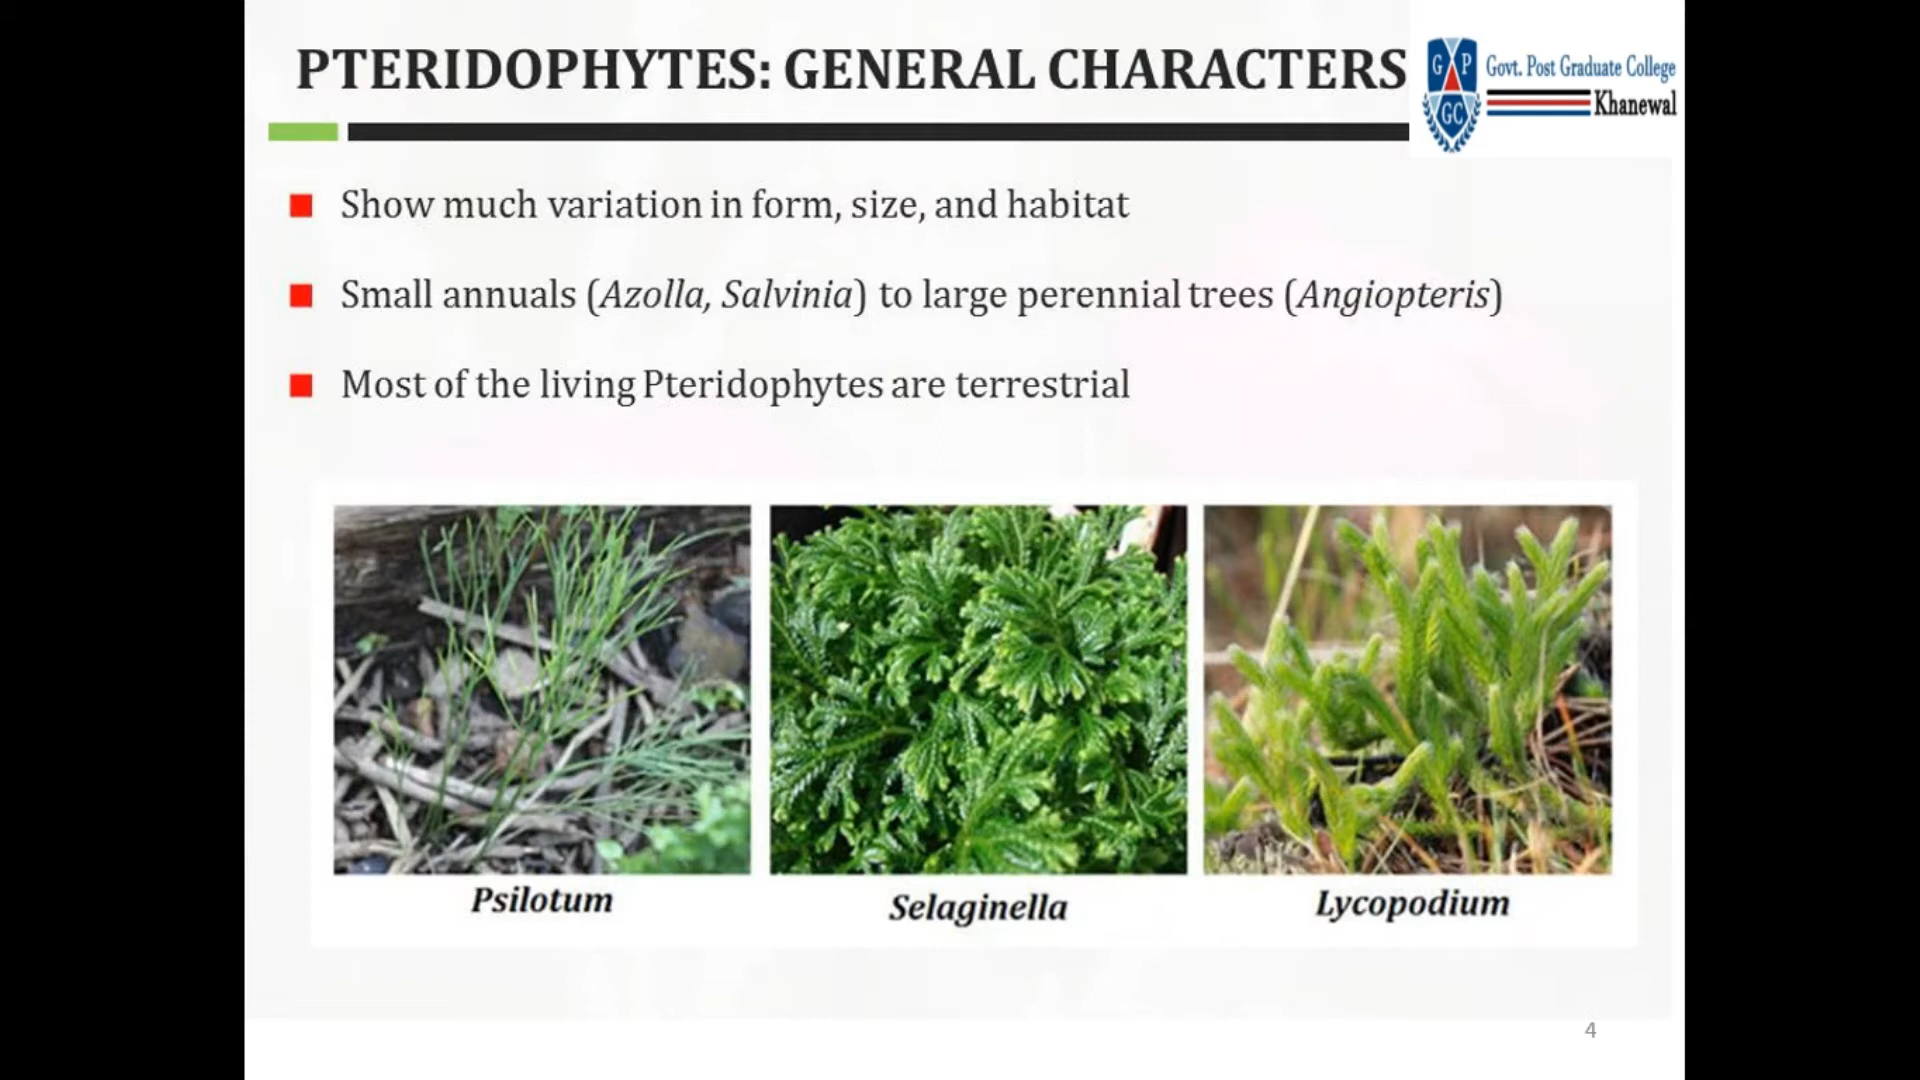 PTERIDOPHYTES: GENERAL CHARACTERS
G P
GC
Govt. Post Graduate College
Khanewal
Show much variation in form, size, and habitat
Small annuals (Azolla, Salvinia) to large perennial trees (Angiopteris)
Most of the living Pteridophytes are terrestrial
Psilotum
Selaginella
Lycopodium
4